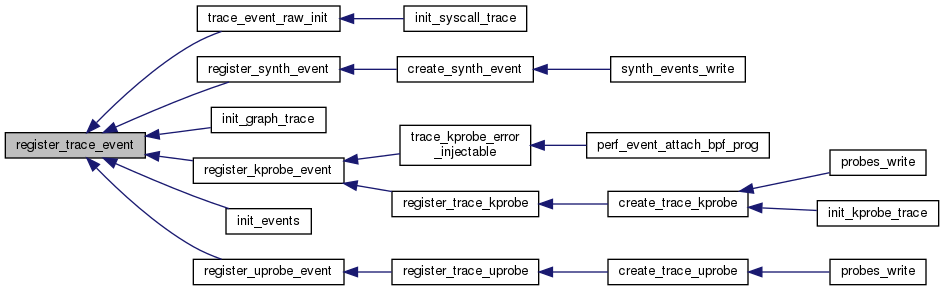 trace_event_raw_init
init_syscall_trace
register_synth_event
create_synth_event
synth_events_write
init_graph_trace
register_trace_event
trace_kprobe_error
_injectable
perf_event_attach_bpf_prog
register_kprobe_event
probes_write
register_trace_kprobe
create_trace_kprobe
init_kprobe_trace
init_events
register_uprobe_event
register_trace_uprobe
create_trace_uprobe
probes_write